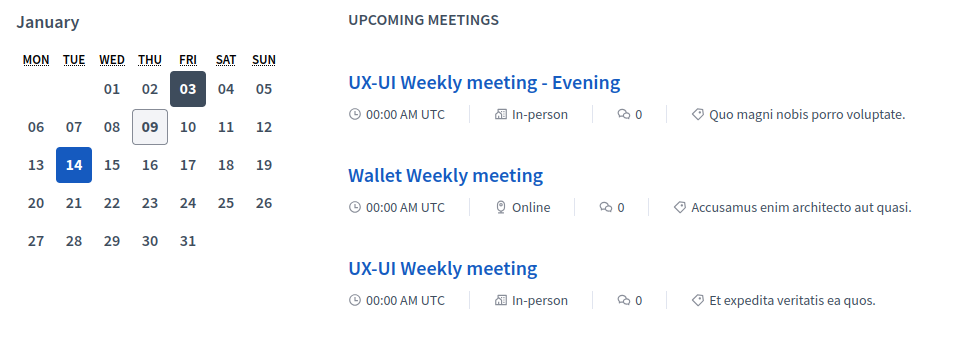 January
MON TUE WED THU FRI SAT SUN
01 02 03 04 05
06 07 08 09 10 11 12
13 14 15 16 17 18 19
20 21 22 23 24 25 26
27 28 29 30 31
UPCOMING MEETINGS
UX-UI Weekly meeting - Evening
00:00 AM UTC In-person 0 Quo magni nobis porro voluptate.
Wallet Weekly meeting
00:00 AM UTC Online 0 Accusamus enim architecto aut quasi.
UX-UI Weekly meeting
00:00 AM UTC In-person 0 Et expedita veritatis ea quos.